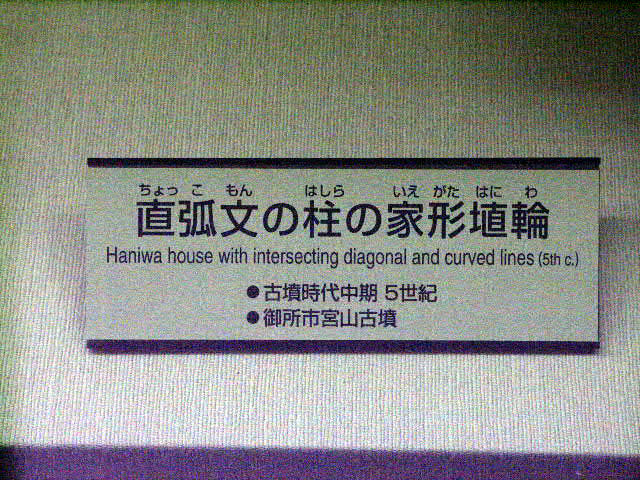 ちょっ こ もん はしら いえ がた はに わ
直弧文の柱の家形埴輪
Haniwa house with intersecting diagonal and curved lines (5th c.)
●古墳時代中期 5世紀
●御所市宮山古墳